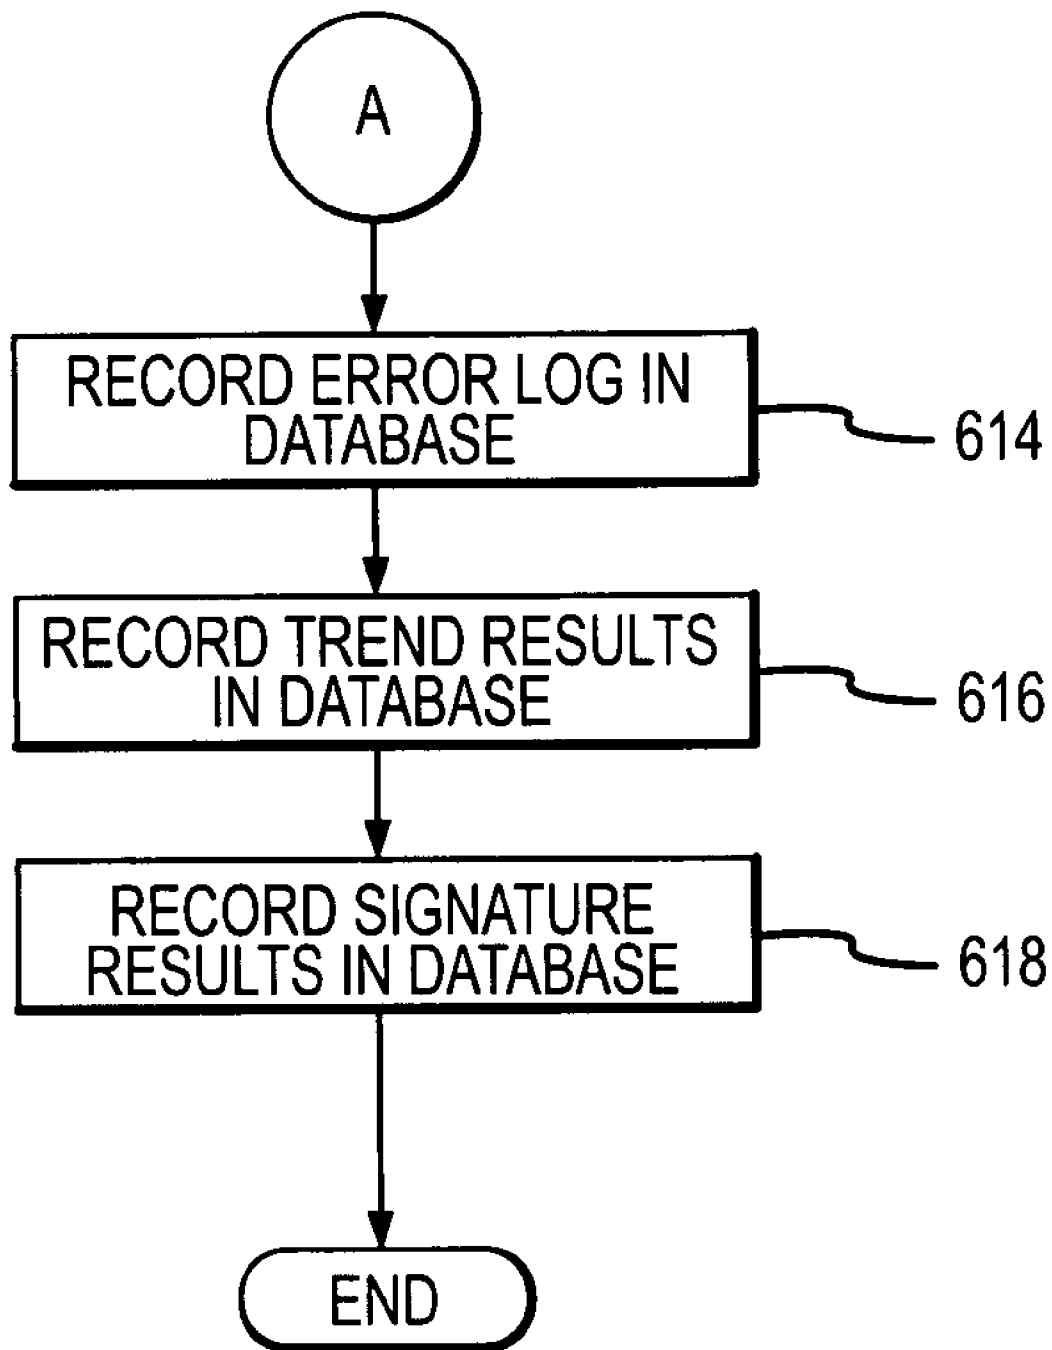 A
RECORD ERROR LOG IN
DATABASE
614
RECORD TREND RESULTS
IN DATABASE
616
RECORD SIGNATURE
RESULTS IN DATABASE
618
END